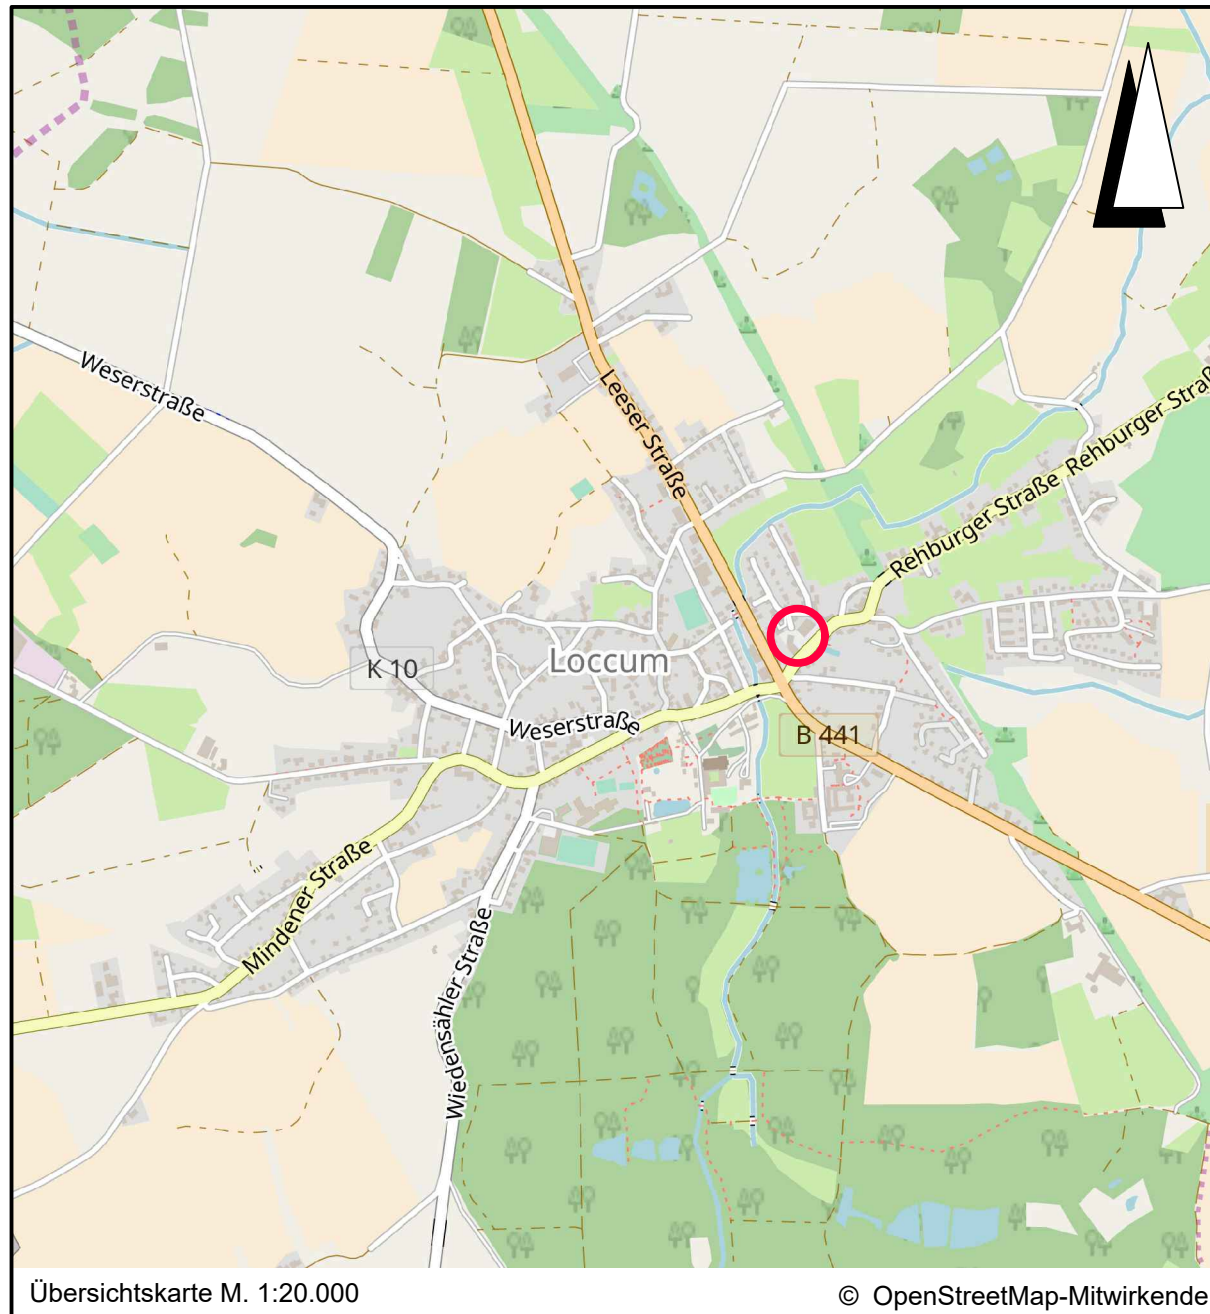 Weserstraße
Leeser Straße
Rehburger Straß
Rehburger Straße
Loccum
K 10
Weserstraße
B 441
Mindener Straße
Wiedensähler Straße
Übersichtskarte M. 1:20.000
© OpenStreetMap-Mitwirkende